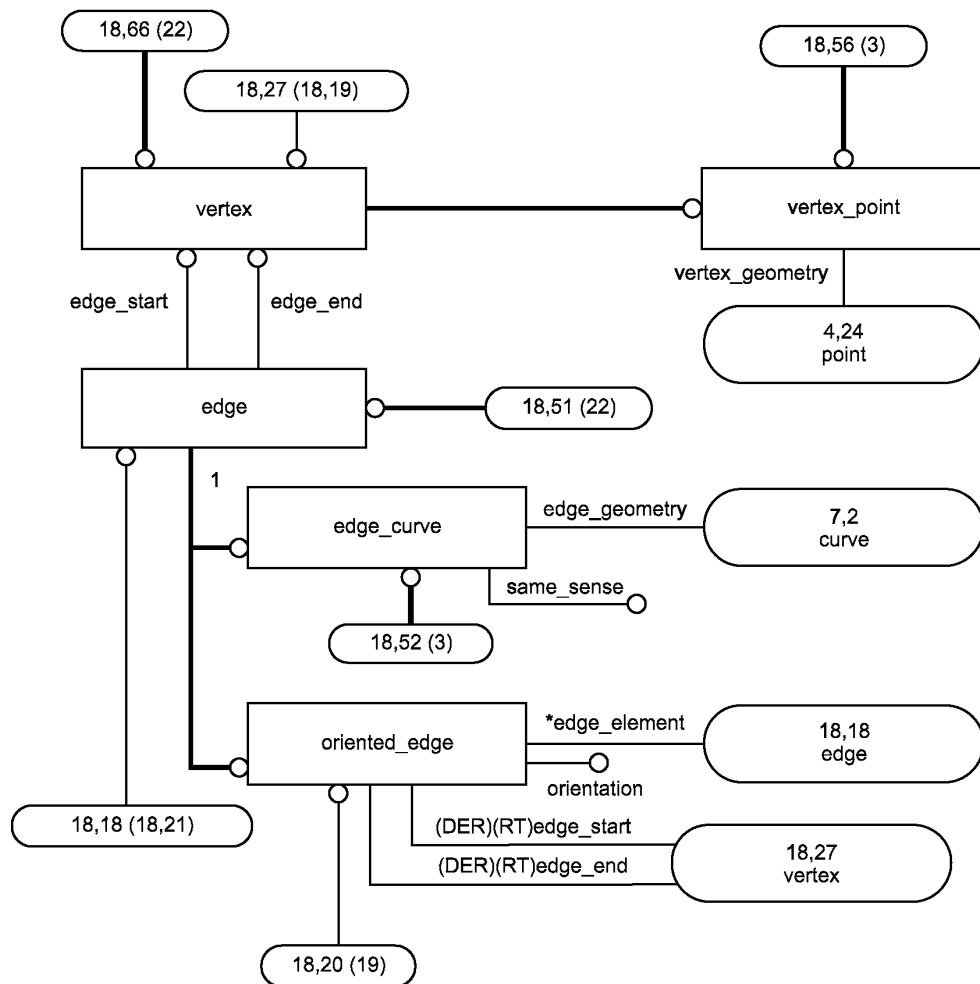 18,66 (22)
18,56 (3)
18,27 (18,19)
vertex
vertex_point
vertex_geometry
edge_start
edge_end
4,24
point
edge
18,51 (22)
1
edge_curve
edge_geometry
7,2
curve
same_sense
18,52 (3)
oriented_edge
*edge_element
18,18
edge
orientation
18,18 (18,21)
(DER)(RT)edge_start
(DER)(RT)edge_end
18,27
vertex
18,20 (19)